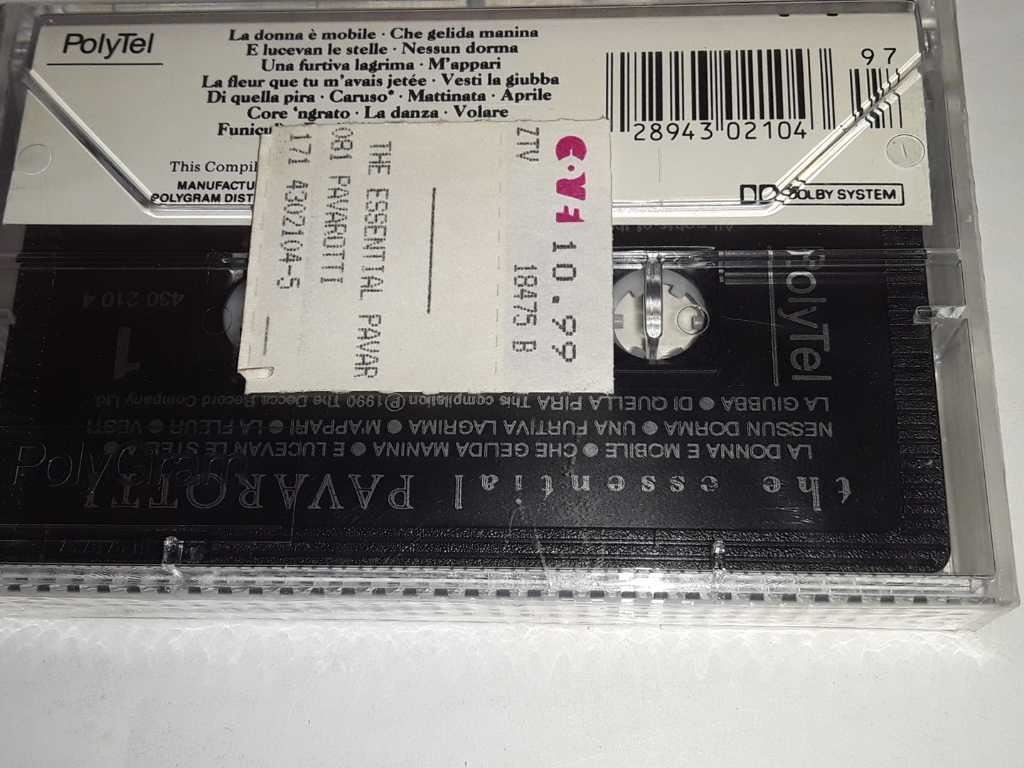 PolyTel
La donna è mobile · Che gelida manina
E lucevan le stelle · Nessun dorma
Una furtiva lagrima · M'appari
La fleur que tu m'avais jetée · Vesti la giubba
Di quella pira · Caruso* · Mattinata · Aprile
Core 'ngrato · La danza · Volare
Funicu
This Compil
MANUFACTU
POLYGRAM DIST
28943 02104
97
DOLBY SYSTEM
ZTV
10.99
18475 B
THE ESSENTIAL PAVAR
081 PAVAROTTI
171 4302104-5
PolyTel
430 210 4
1
the essential PAVAROTTI
LA DONNA E MOBILE ● CHE GELIDA MANINA ● E LUCEVAN LE STELLE ●
NESSUN DORMA ● UNA FURTIVA LAGRIMA ● M'APPARI ● LA FLEUR ● VESTI
LA GIUBBA ● DI QUELLA PIRA This compilation ℗ 1990 The Decca Record Company Ltd.
PolyGram